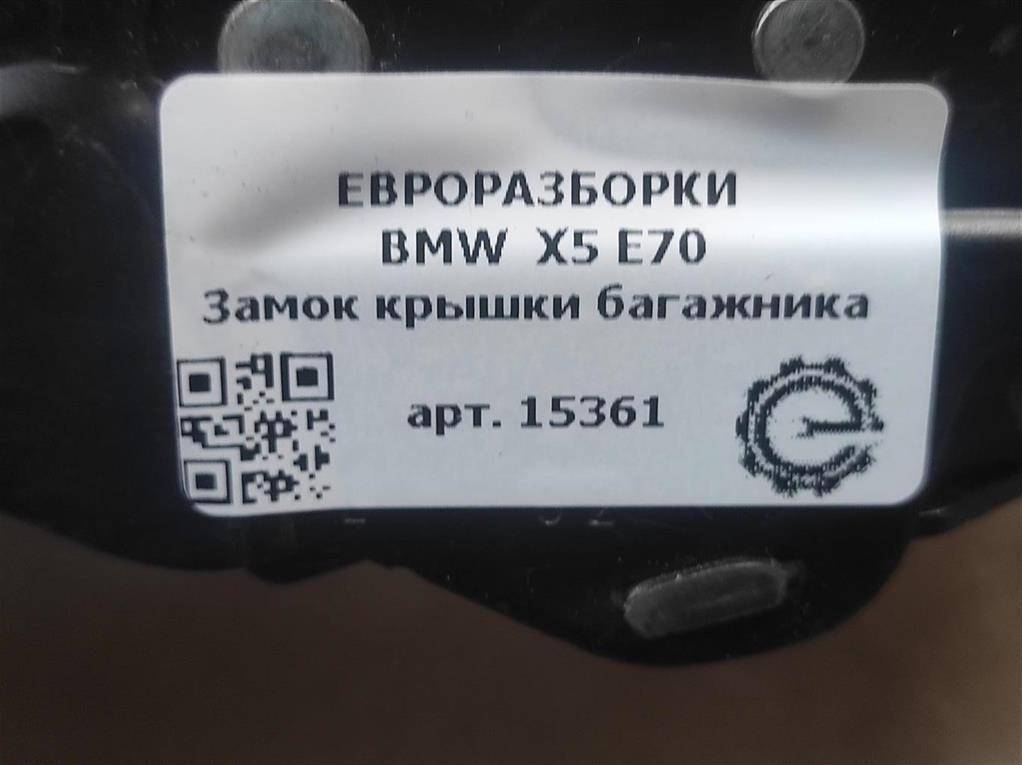 ЕВРОРАЗБОРКИ
BMW X5 E70
Замок крышки багажника
арт. 15361